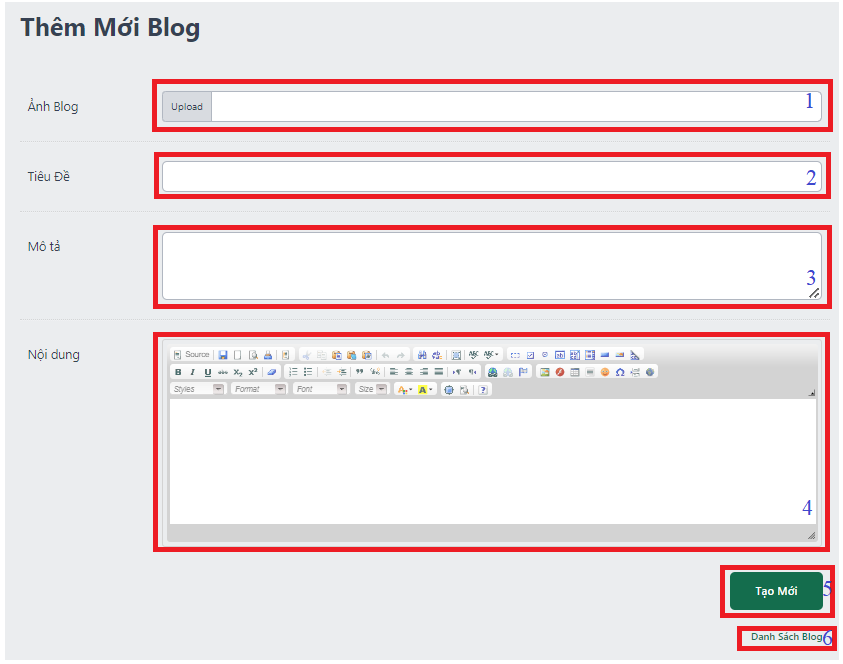 Thêm Mới Blog
Ảnh Blog
Upload
1
Tiêu Đề
2
Mô tả
3
Nội dung
Source
Styles Format Font Size
4
Tạo Mới
5
Danh Sách Blog
6